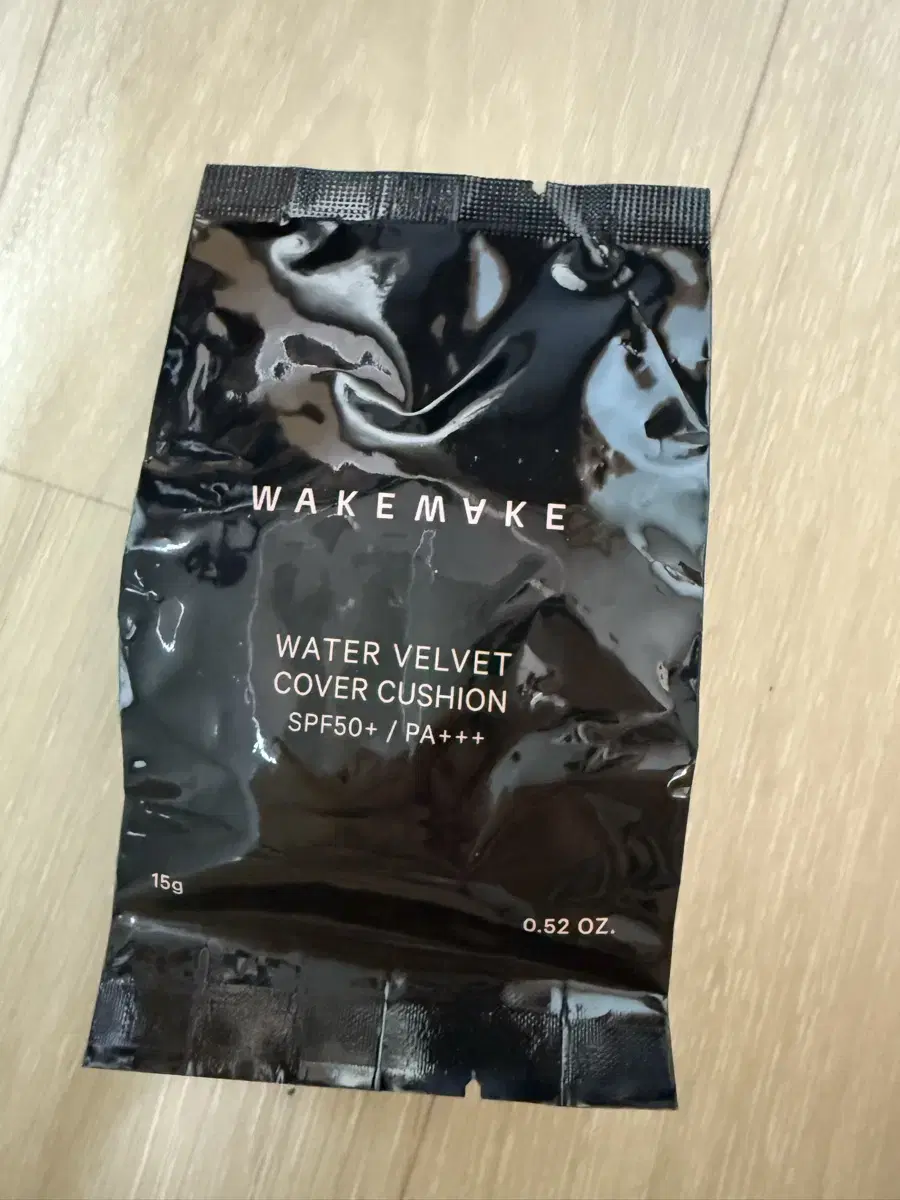 WAKEMAKE
WATER VELVET
COVER CUSHION
SPF50+ / PA+++
15g
0.52 OZ.